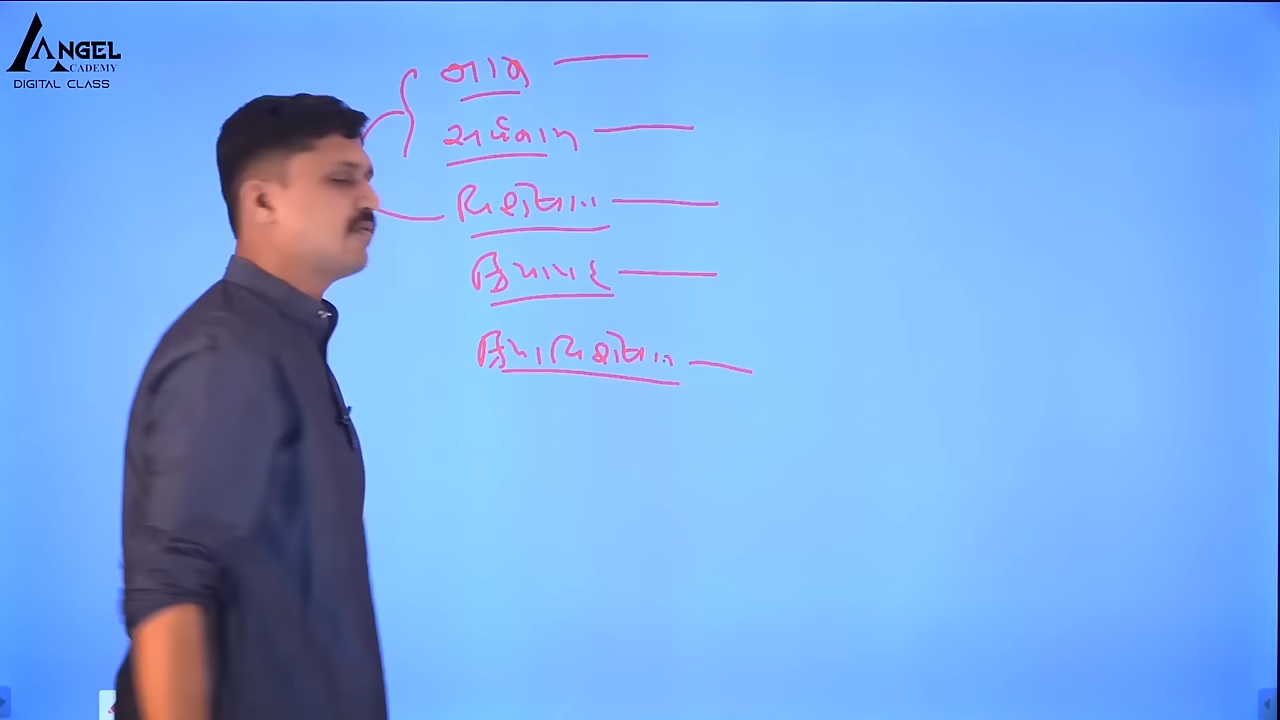 ANGEL
ACADEMY
DIGITAL CLASS
નામ
સર્વનામ
વિશેષણ
ક્રિયાપદ
ક્રિયાવિશેષણ